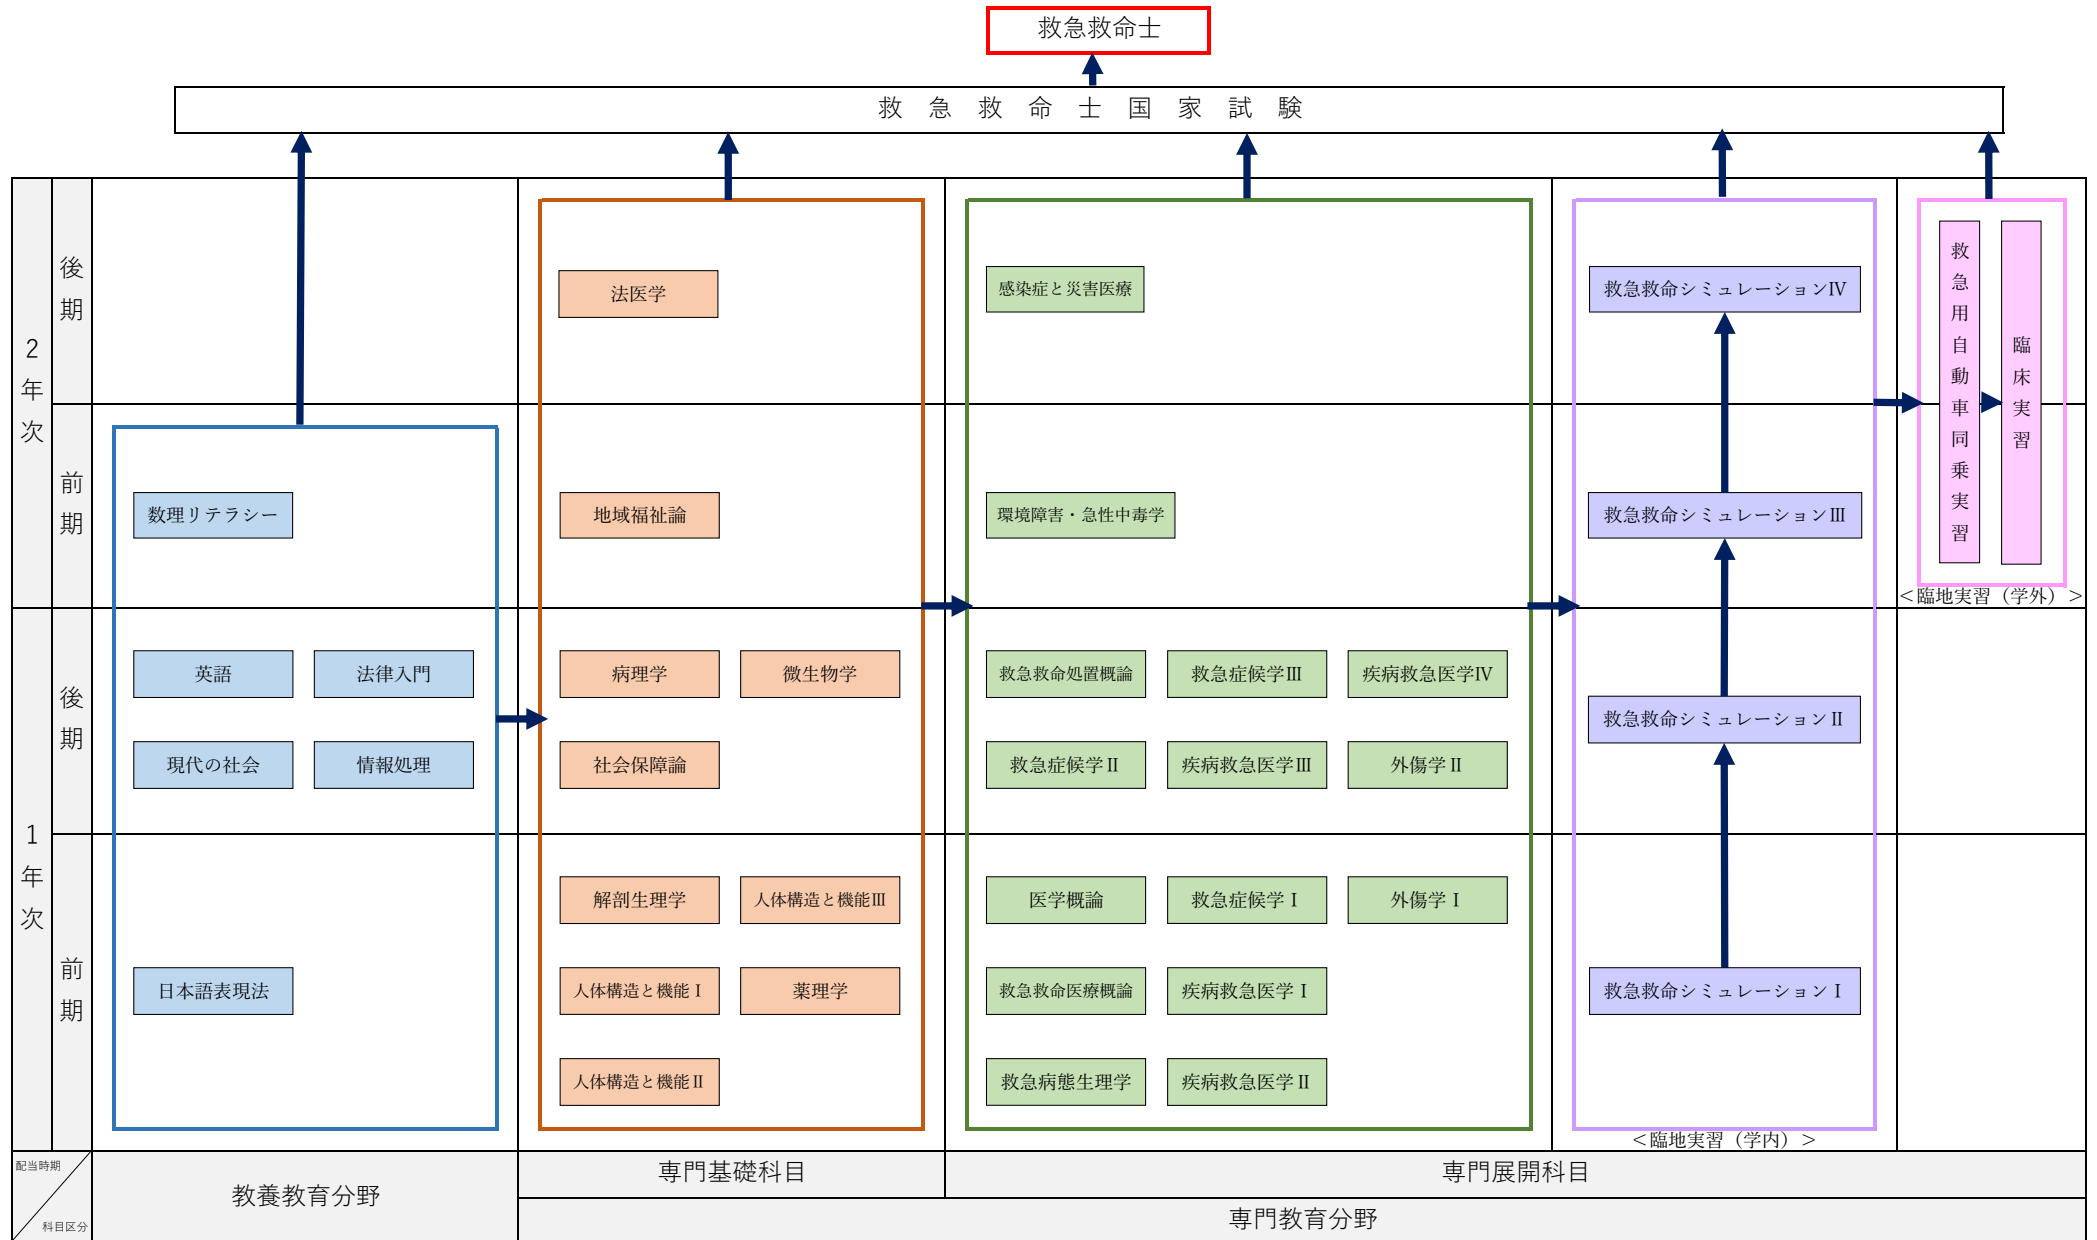 救急救命士
救急救命士国家試験
2年次
後期
法医学
感染症と災害医療
救急救命シミュレーションⅣ
救急用自動車同乗実習
臨床実習
前期
数理リテラシー
地域福祉論
環境障害・急性中毒学
救急救命シミュレーションⅢ
＜臨地実習（学外）＞
1年次
後期
英語
法律入門
病理学
微生物学
救急救命処置概論
救急症候学Ⅲ
疾病救急医学Ⅳ
救急救命シミュレーションⅡ
現代の社会
情報処理
社会保障論
救急症候学Ⅱ
疾病救急医学Ⅲ
外傷学Ⅱ
前期
解剖生理学
人体構造と機能Ⅲ
医学概論
救急症候学Ⅰ
外傷学Ⅰ
日本語表現法
人体構造と機能Ⅰ
薬理学
救急救命医療概論
疾病救急医学Ⅰ
救急救命シミュレーションⅠ
人体構造と機能Ⅱ
救急病態生理学
疾病救急医学Ⅱ
＜臨地実習（学内）＞
配当時期
科目区分
教養教育分野
専門基礎科目
専門展開科目
専門教育分野